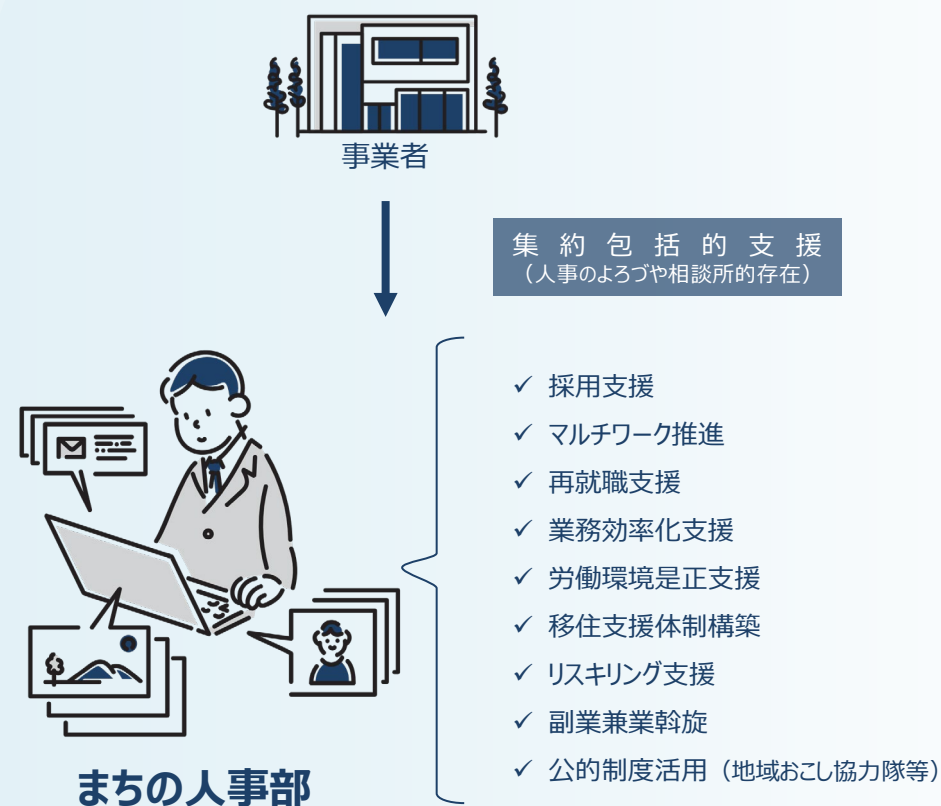 事業者
集約包括的支援
（人事のよろづや相談所的存在）
✓ 採用支援
✓ マルチワーク推進
✓ 再就職支援
✓ 業務効率化支援
✓ 労働環境是正支援
✓ 移住支援体制構築
✓ リスキリング支援
✓ 副業兼業斡旋
✓ 公的制度活用（地域おこし協力隊等）
まちの人事部